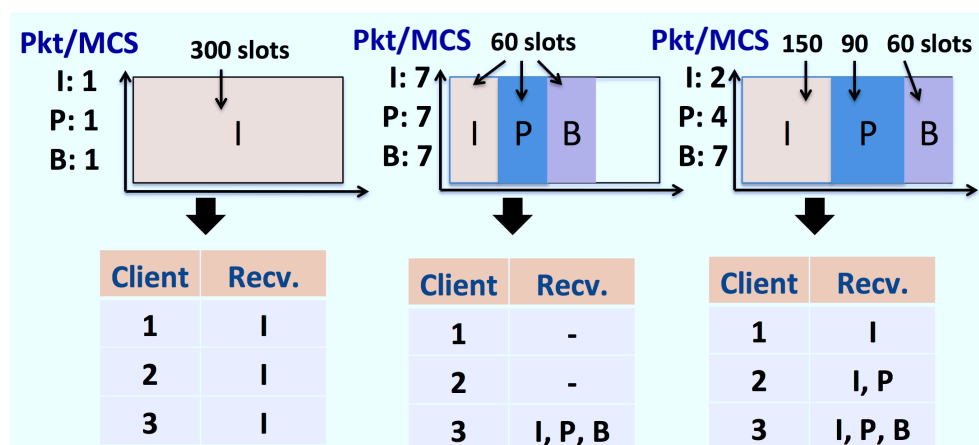 Pkt/MCS
300 slots
I: 1
P: 1
B: 1
I
Client Recv.
1 I
2 I
3 I
Pkt/MCS
60 slots
I: 7
P: 7
B: 7
I P B
Client Recv.
1 -
2 -
3 I, P, B
Pkt/MCS
150 90 60 slots
I: 2
P: 4
B: 7
I P B
Client Recv.
1 I
2 I, P
3 I, P, B